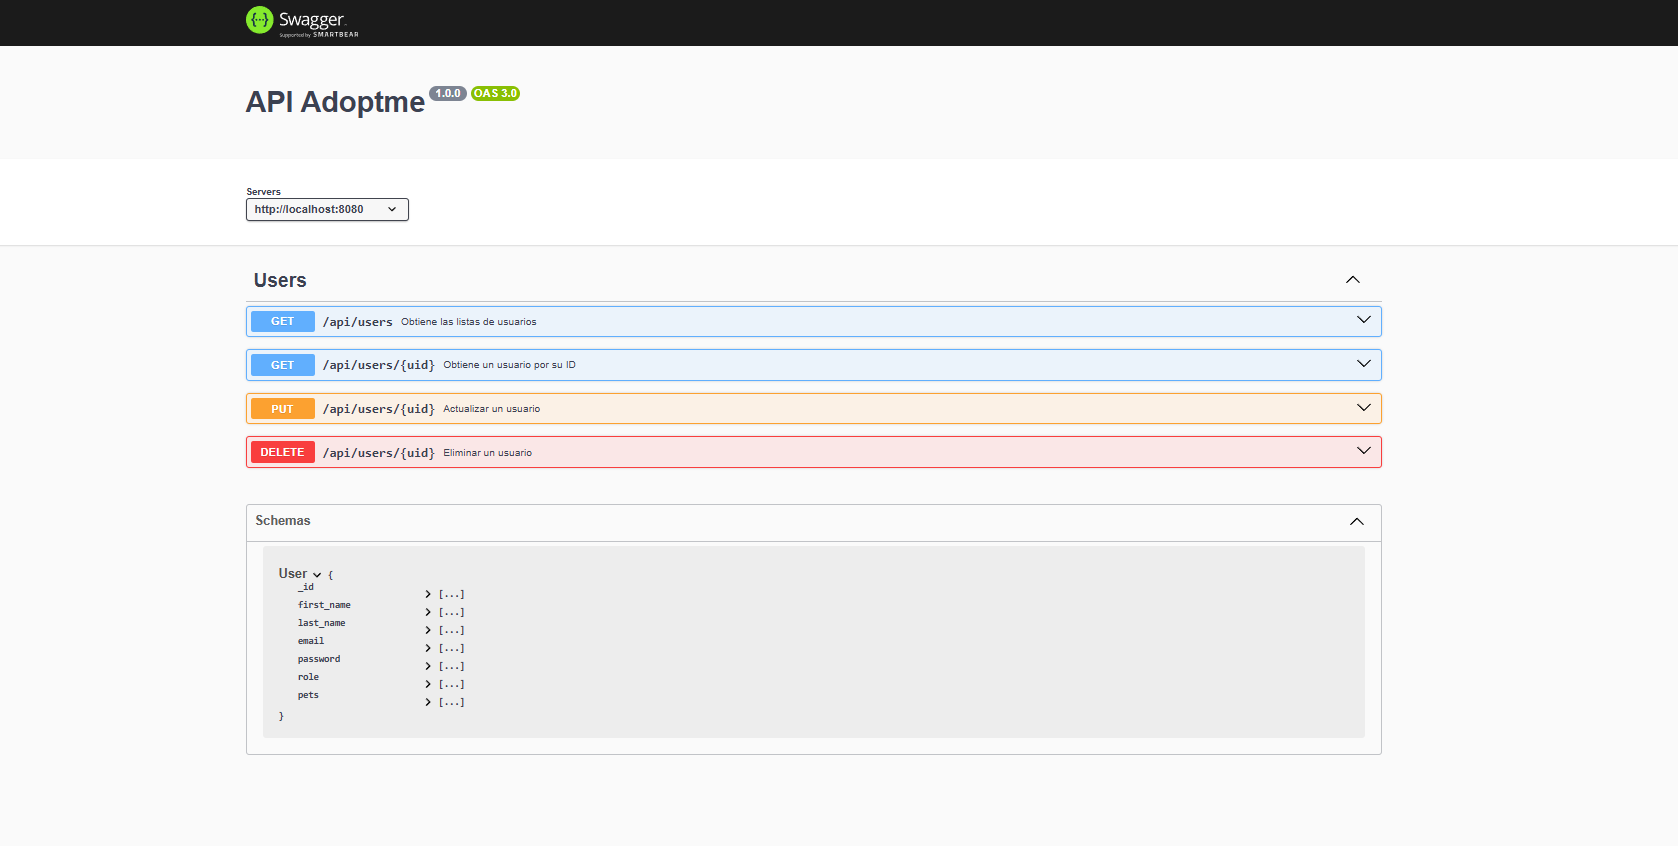 Swagger
Supported by SMARTBEAR
API Adoptme 1.0.0 OAS 3.0
Servers
http://localhost:8080
Users
GET /api/users Obtiene las listas de usuarios
GET /api/users/{uid} Obtiene un usuario por su ID
PUT /api/users/{uid} Actualizar un usuario
DELETE /api/users/{uid} Eliminar un usuario
Schemas
User {
_id [...]
first_name [...]
last_name [...]
email [...]
password [...]
role [...]
pets [...]
}